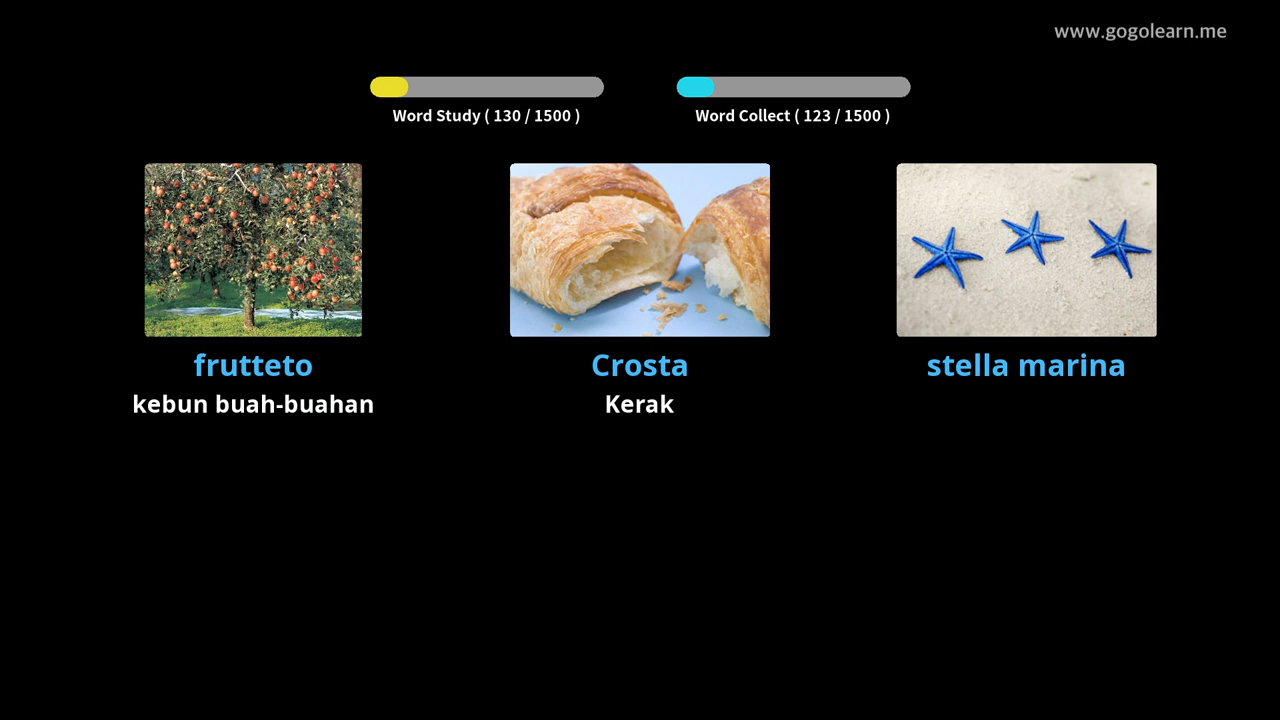 www.gogolearn.me
Word Study ( 130 / 1500 )
Word Collect ( 123 / 1500 )
frutteto
kebun buah-buahan
Crosta
Kerak
stella marina